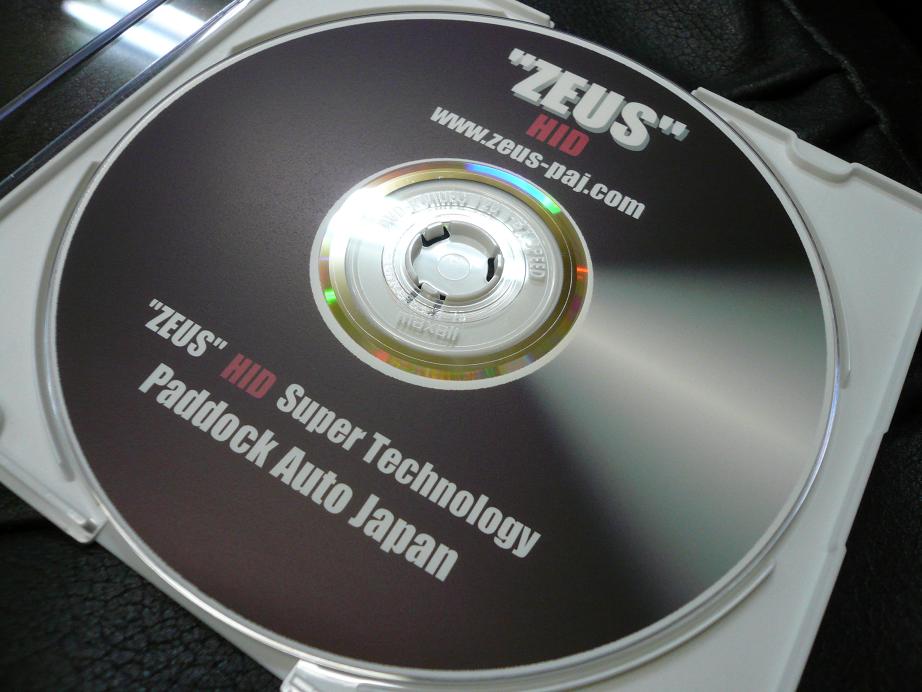 "ZEUS"
HID
www.zeus-paj.com
maxell
"ZEUS" HID Super Technology
Paddock Auto Japan